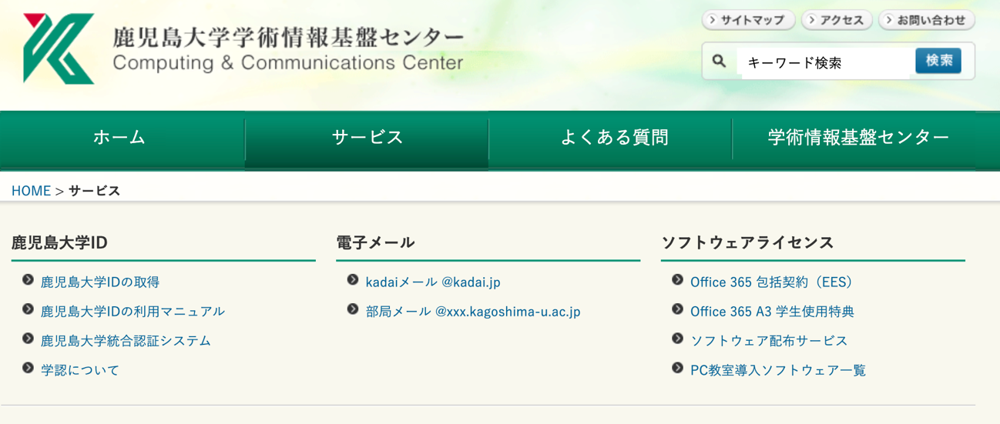 鹿児島大学学術情報基盤センター
Computing & Communications Center
サイトマップ
アクセス
お問い合わせ
キーワード検索
検索
ホーム
サービス
よくある質問
学術情報基盤センター
HOME > サービス
鹿児島大学ID
鹿児島大学IDの取得
鹿児島大学IDの利用マニュアル
鹿児島大学統合認証システム
学認について
電子メール
kadaiメール @kadai.jp
部局メール @xxx.kagoshima-u.ac.jp
ソフトウェアライセンス
Office 365 包括契約（EES）
Office 365 A3 学生使用特典
ソフトウェア配布サービス
PC教室導入ソフトウェア一覧